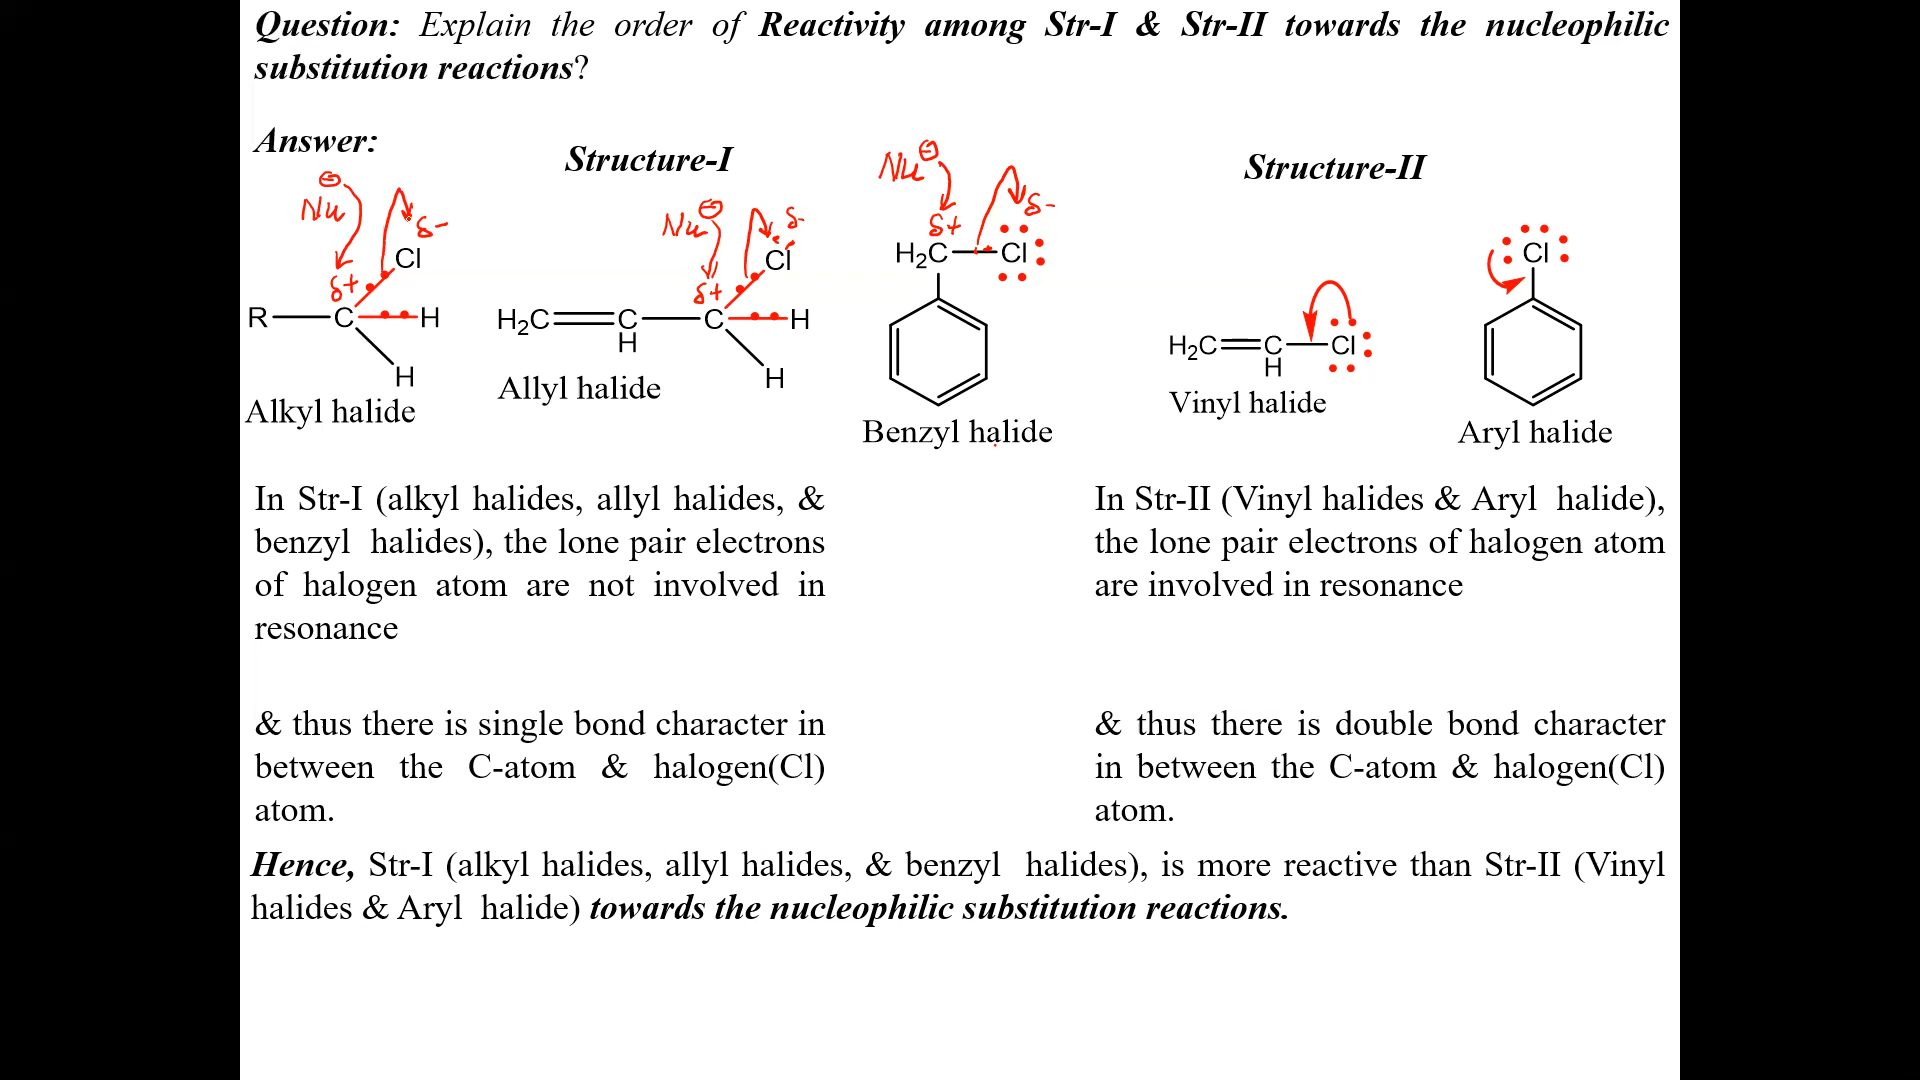 Question: Explain the order of Reactivity among Str-I & Str-II towards the nucleophilic
substitution reactions?
Answer:
Structure-I
Structure-II
Nu⊖
δ+
δ-
Cl
R
C
H
H
Alkyl halide
Nu⊖
δ+
δ-
Cl
H₂C
C
H
C
H
H
Allyl halide
Nu⊖
δ+
δ-
H₂C
Cl
Benzyl halide
H₂C
C
H
Cl
Vinyl halide
Cl
Aryl halide
In Str-I (alkyl halides, allyl halides, &
benzyl halides), the lone pair electrons
of halogen atom are not involved in
resonance
In Str-II (Vinyl halides & Aryl halide),
the lone pair electrons of halogen atom
are involved in resonance
& thus there is single bond character in
between the C-atom & halogen(Cl)
atom.
& thus there is double bond character
in between the C-atom & halogen(Cl)
atom.
Hence, Str-I (alkyl halides, allyl halides, & benzyl halides), is more reactive than Str-II (Vinyl
halides & Aryl halide) towards the nucleophilic substitution reactions.